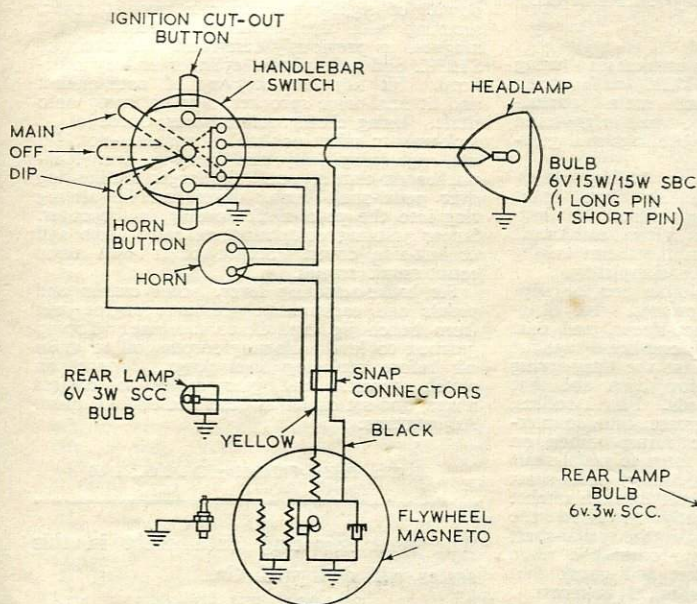 IGNITION CUT-OUT
BUTTON
HANDLEBAR
SWITCH
HEADLAMP
MAIN
OFF
DIP
BULB
6V 15W/15W SBC
(1 LONG PIN
1 SHORT PIN)
HORN
BUTTON
HORN
REAR LAMP
6V 3W SCC
BULB
SNAP
CONNECTORS
YELLOW
BLACK
FLYWHEEL
MAGNETO
REAR LAMP
BULB
6v. 3w. SCC.